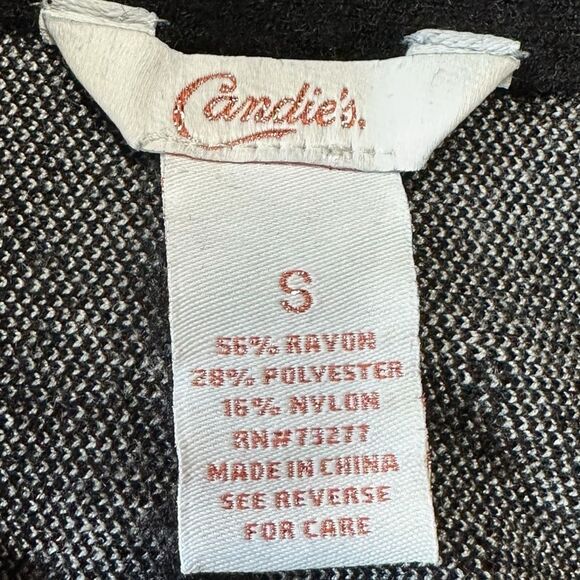 Candie's.
S
56% RAYON
28% POLYESTER
16% NYLON
RN#73277
MADE IN CHINA
SEE REVERSE
FOR CARE